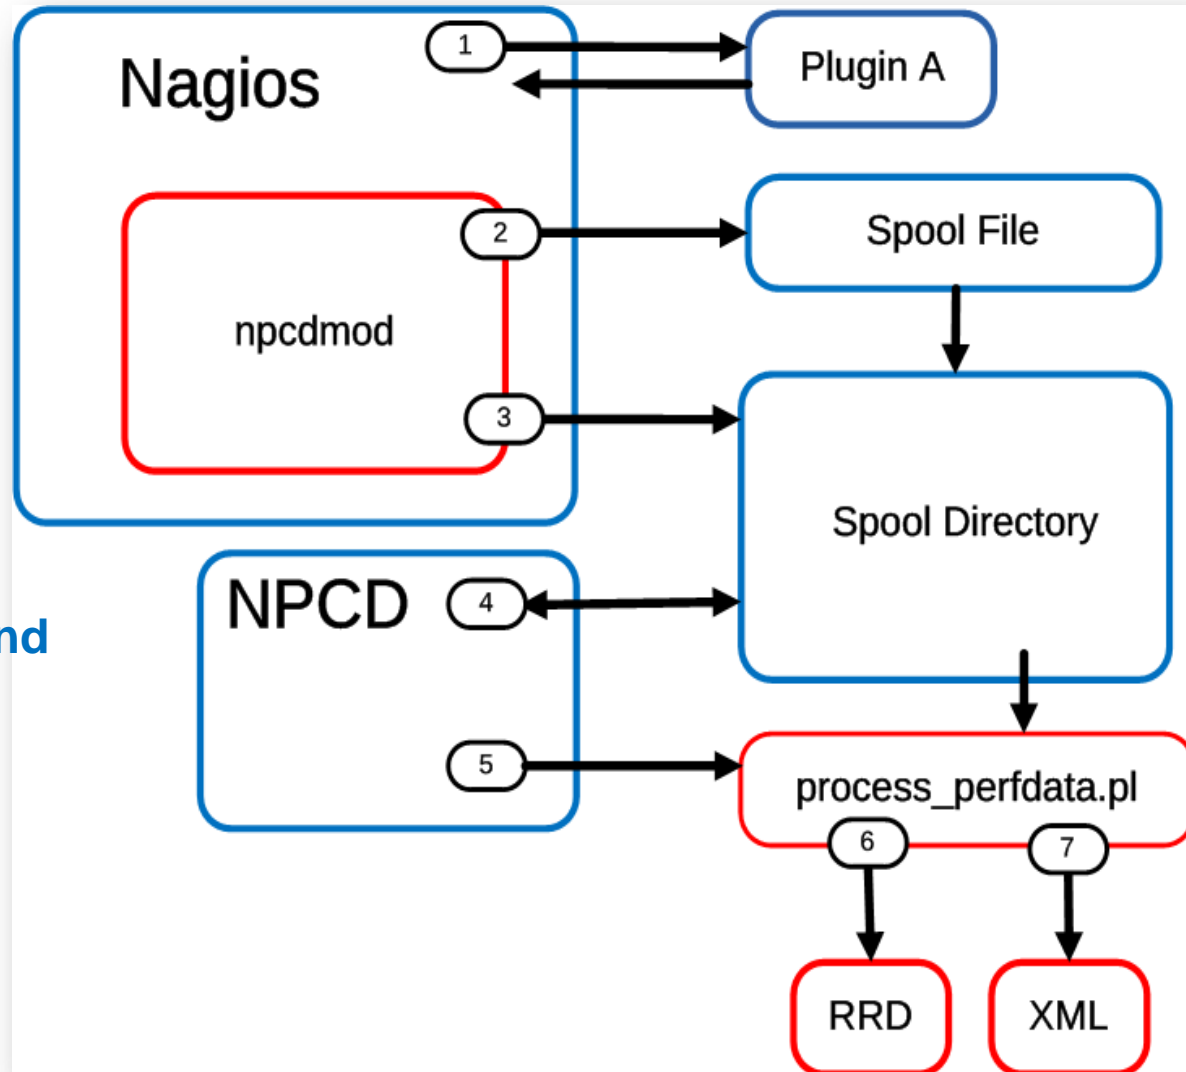 1
Plugin A
Nagios
2
Spool File
npcdmod
3
Spool Directory
NPCD
4
nd
5
process_perfdata.pl
6
7
RRD
XML